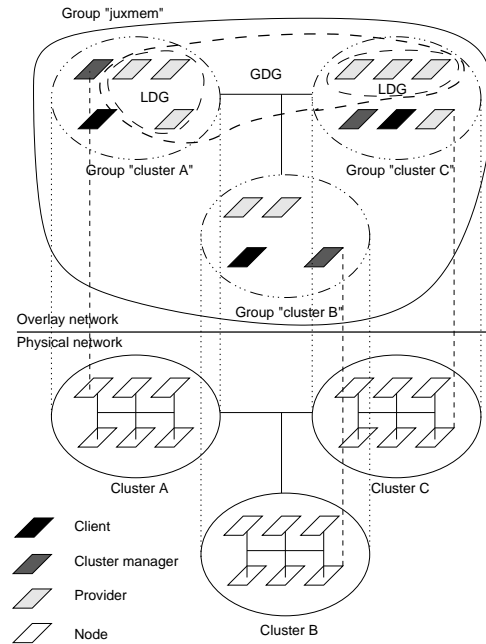 Group "juxmem"
GDG
LDG
LDG
Group "cluster A"
Group "cluster C"
Group "cluster B"
Overlay network
Physical network
Cluster A
Cluster C
Client
Cluster manager
Provider
Cluster B
Node